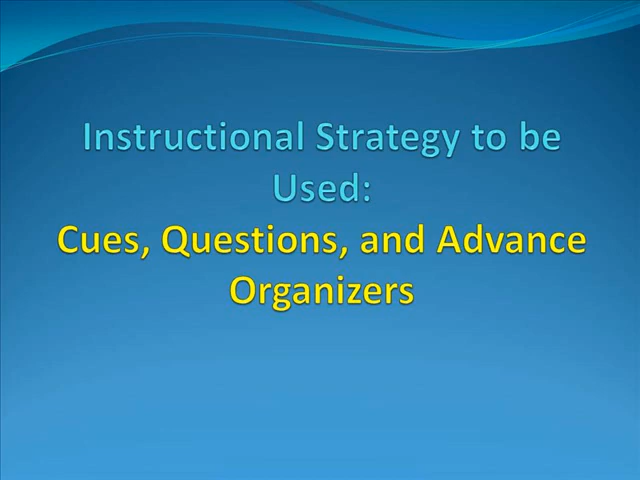 Instructional Strategy to be
Used:
Cues, Questions, and Advance
Organizers